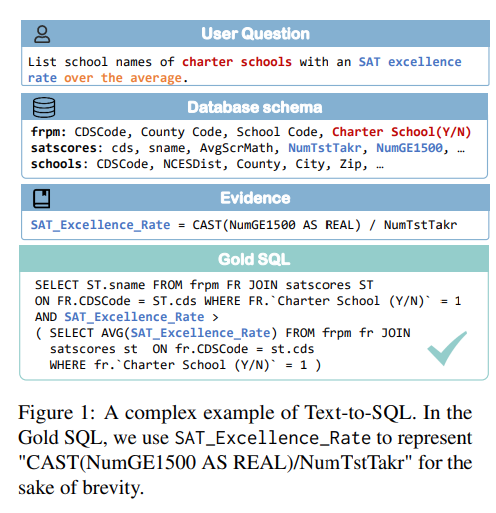 User Question
List school names of charter schools with an SAT excellence
rate over the average.
Database schema
frpm: CDSCode, County Code, School Code, Charter School(Y/N)
satscores: cds, sname, AvgScrMath, NumTstTakr, NumGE1500, …
schools: CDSCode, NCESDist, County, City, Zip, …
Evidence
SAT_Excellence_Rate = CAST(NumGE1500 AS REAL) / NumTstTakr
Gold SQL
SELECT ST.sname FROM frpm FR JOIN satscores ST
ON FR.CDSCode = ST.cds WHERE FR.`Charter School (Y/N)` = 1
AND SAT_Excellence_Rate >
( SELECT AVG(SAT_Excellence_Rate) FROM frpm fr JOIN
satscores st ON fr.CDSCode = st.cds
WHERE fr.`Charter School (Y/N)` = 1 )
Figure 1: A complex example of Text-to-SQL. In the
Gold SQL, we use SAT_Excellence_Rate to represent
"CAST(NumGE1500 AS REAL)/NumTstTakr" for the
sake of brevity.